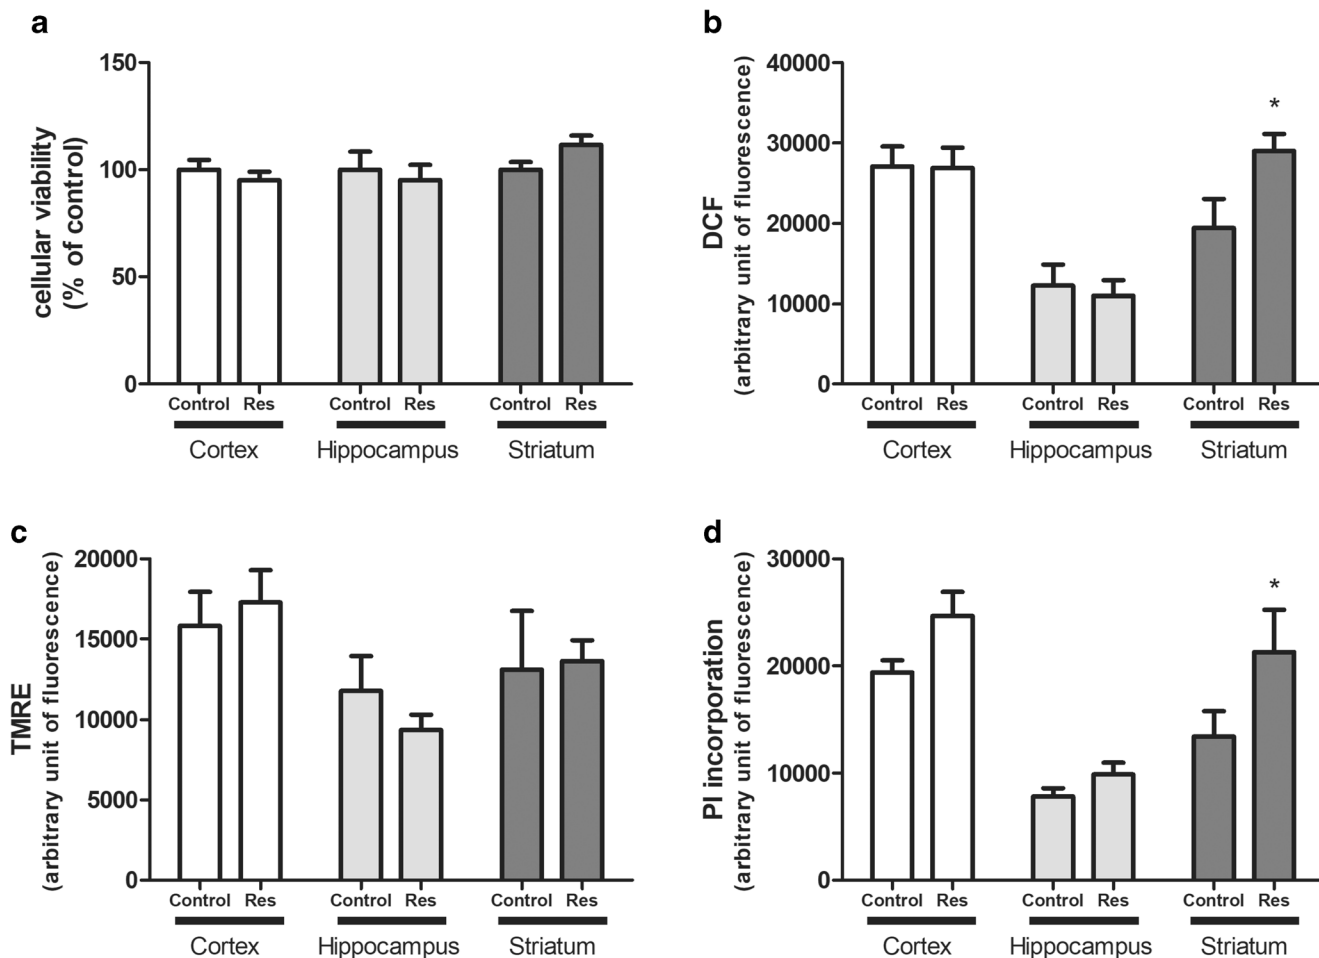 a
cellular viability
(% of control)
150
100
50
0
Control Res Control Res Control Res
Cortex Hippocampus Striatum
b
DCF
(arbitrary unit of fluorescence)
40000
30000
20000
10000
0
*
Control Res Control Res Control Res
Cortex Hippocampus Striatum
c
TMRE
(arbitrary unit of fluorescence)
20000
15000
10000
5000
0
Control Res Control Res Control Res
Cortex Hippocampus Striatum
d
PI incorporation
(arbitrary unit of fluorescence)
30000
20000
10000
0
*
Control Res Control Res Control Res
Cortex Hippocampus Striatum